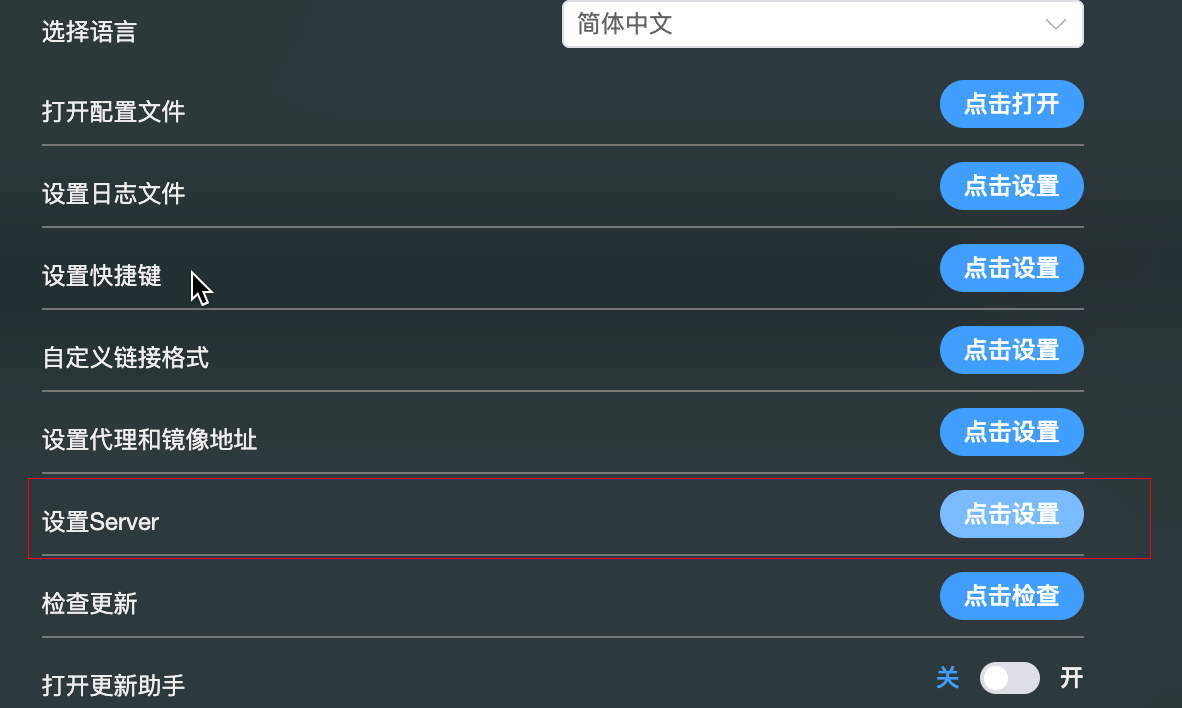 选择语言 简体中文
打开配置文件 点击打开
设置日志文件 点击设置
设置快捷键 点击设置
自定义链接格式 点击设置
设置代理和镜像地址 点击设置
设置Server 点击设置
检查更新 点击检查
打开更新助手 关 开